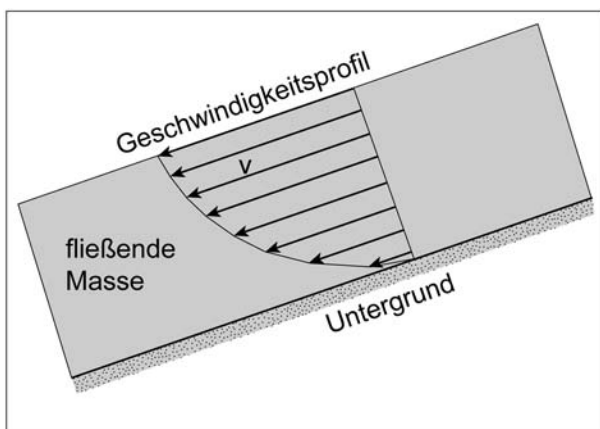 Geschwindigkeitsprofil
v
fließende
Masse
Untergrund